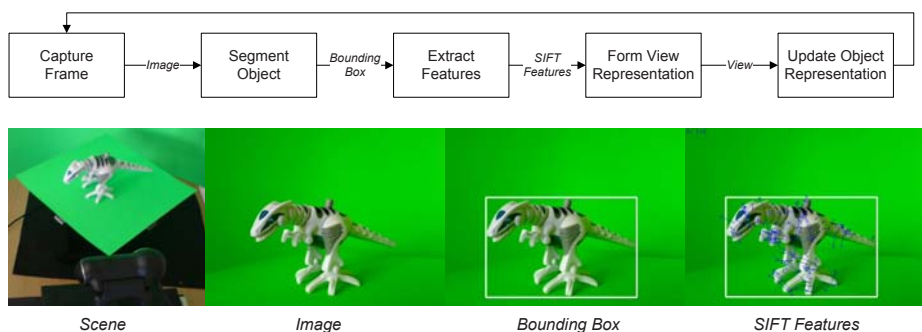 Capture
Frame
Image
Segment
Object
Bounding
Box
Extract
Features
SIFT
Features
Form View
Representation
View
Update Object
Representation
Scene
Image
Bounding Box
SIFT Features